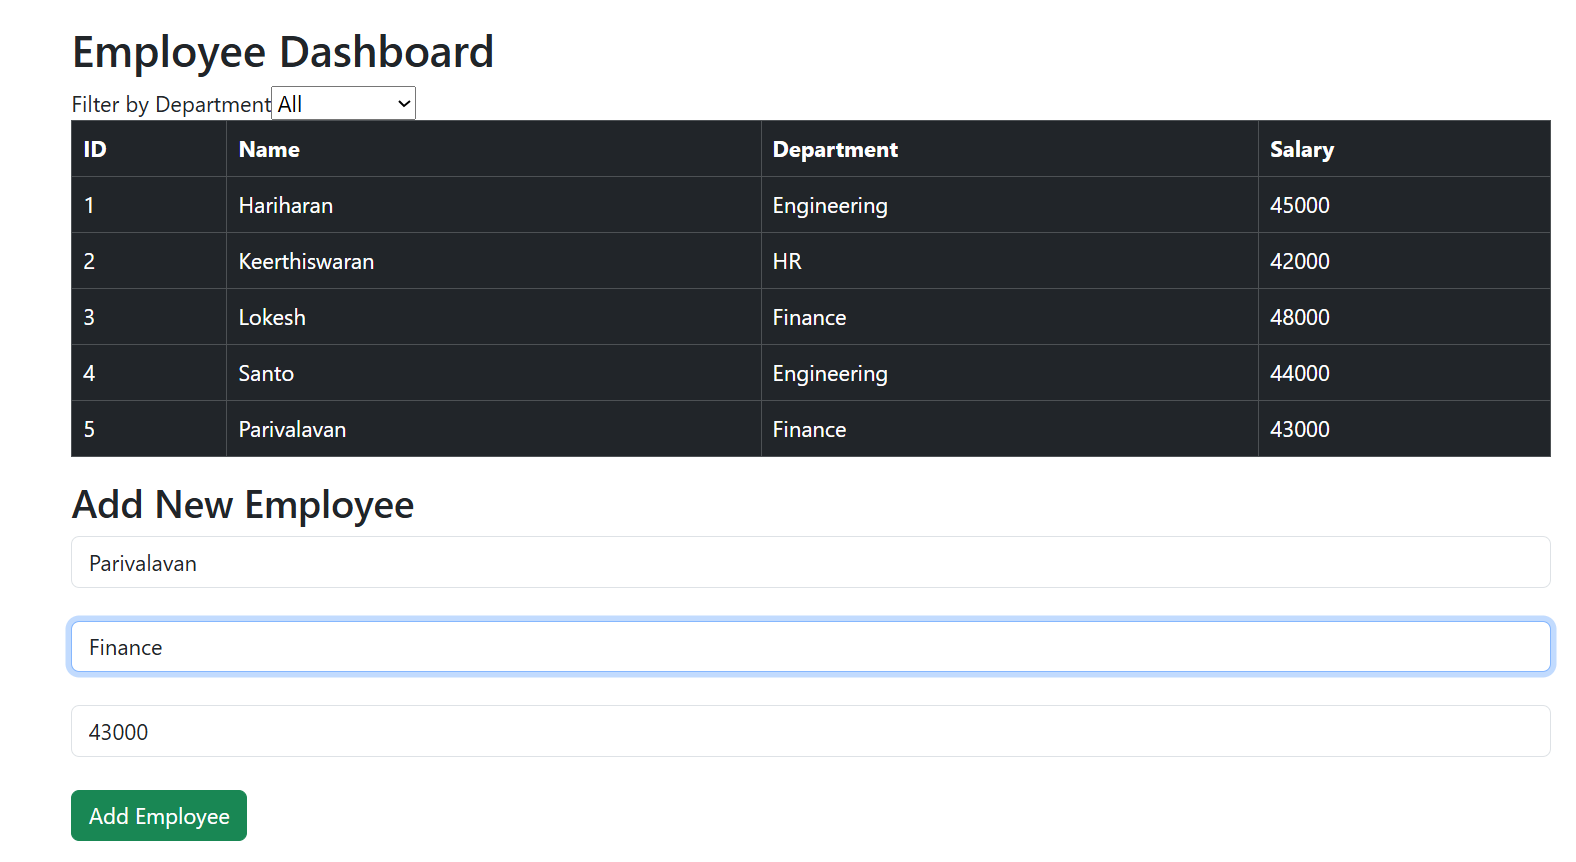 Employee Dashboard
Filter by Department All
ID Name Department Salary
1 Hariharan Engineering 45000
2 Keerthiswaran HR 42000
3 Lokesh Finance 48000
4 Santo Engineering 44000
5 Parivalavan Finance 43000
Add New Employee
Parivalavan
Finance
43000
Add Employee